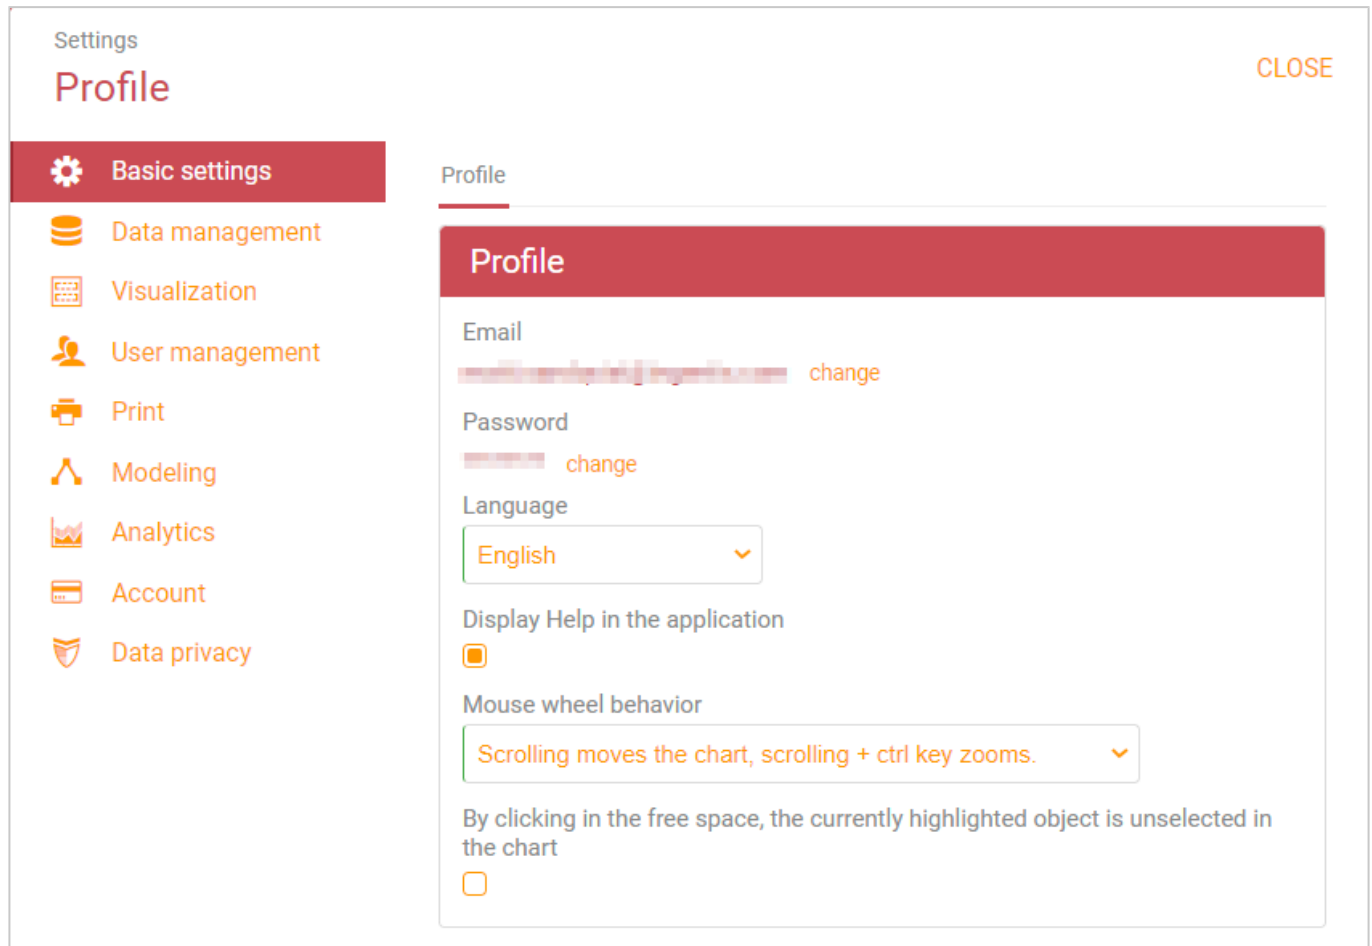 Settings
Profile
CLOSE
Basic settings
Data management
Visualization
User management
Print
Modeling
Analytics
Account
Data privacy
Profile
Profile
Email
change
Password
change
Language
English
Display Help in the application
Mouse wheel behavior
Scrolling moves the chart, scrolling + ctrl key zooms.
By clicking in the free space, the currently highlighted object is unselected in
the chart